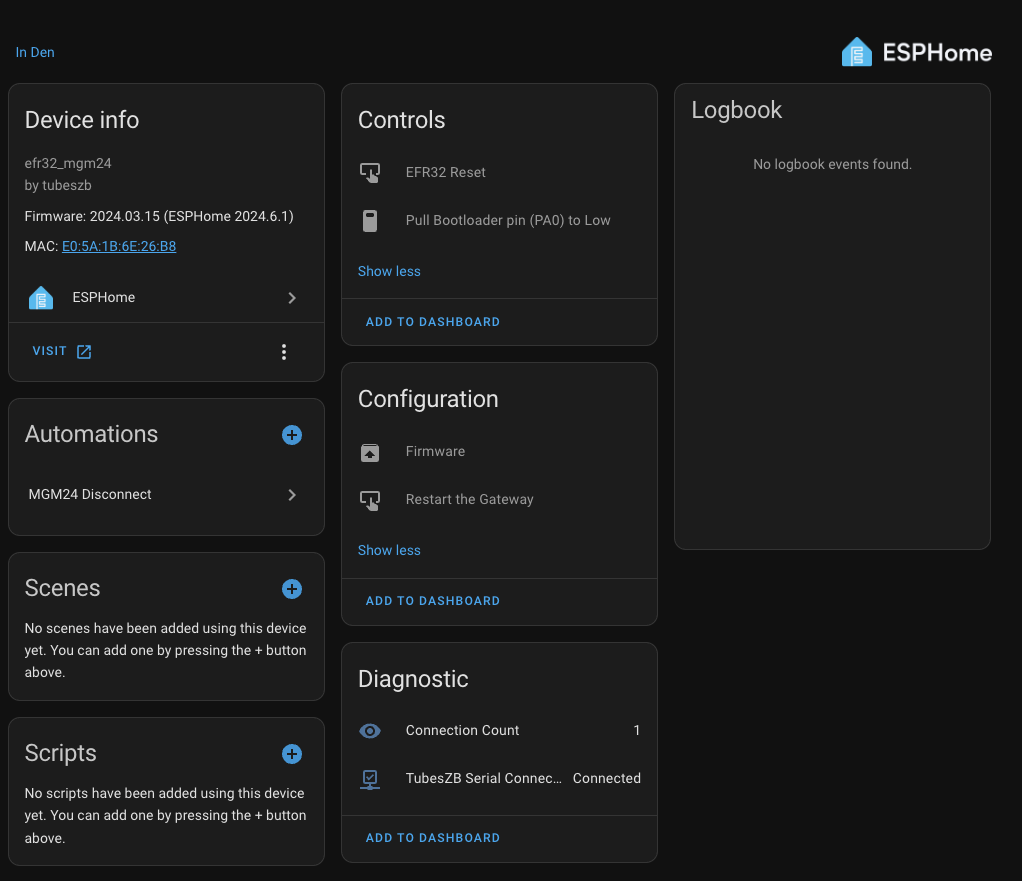 In Den
ESPHome
Device info
efr32_mgm24
by tubeszb
Firmware: 2024.03.15 (ESPHome 2024.6.1)
MAC: E0:5A:1B:6E:26:B8
ESPHome
VISIT
Automations
MGM24 Disconnect
Scenes
No scenes have been added using this device
yet. You can add one by pressing the + button
above.
Scripts
No scripts have been added using this device
yet. You can add one by pressing the + button
above.
Controls
EFR32 Reset
Pull Bootloader pin (PA0) to Low
Show less
ADD TO DASHBOARD
Configuration
Firmware
Restart the Gateway
Show less
ADD TO DASHBOARD
Diagnostic
Connection Count 1
TubesZB Serial Connec... Connected
ADD TO DASHBOARD
Logbook
No logbook events found.